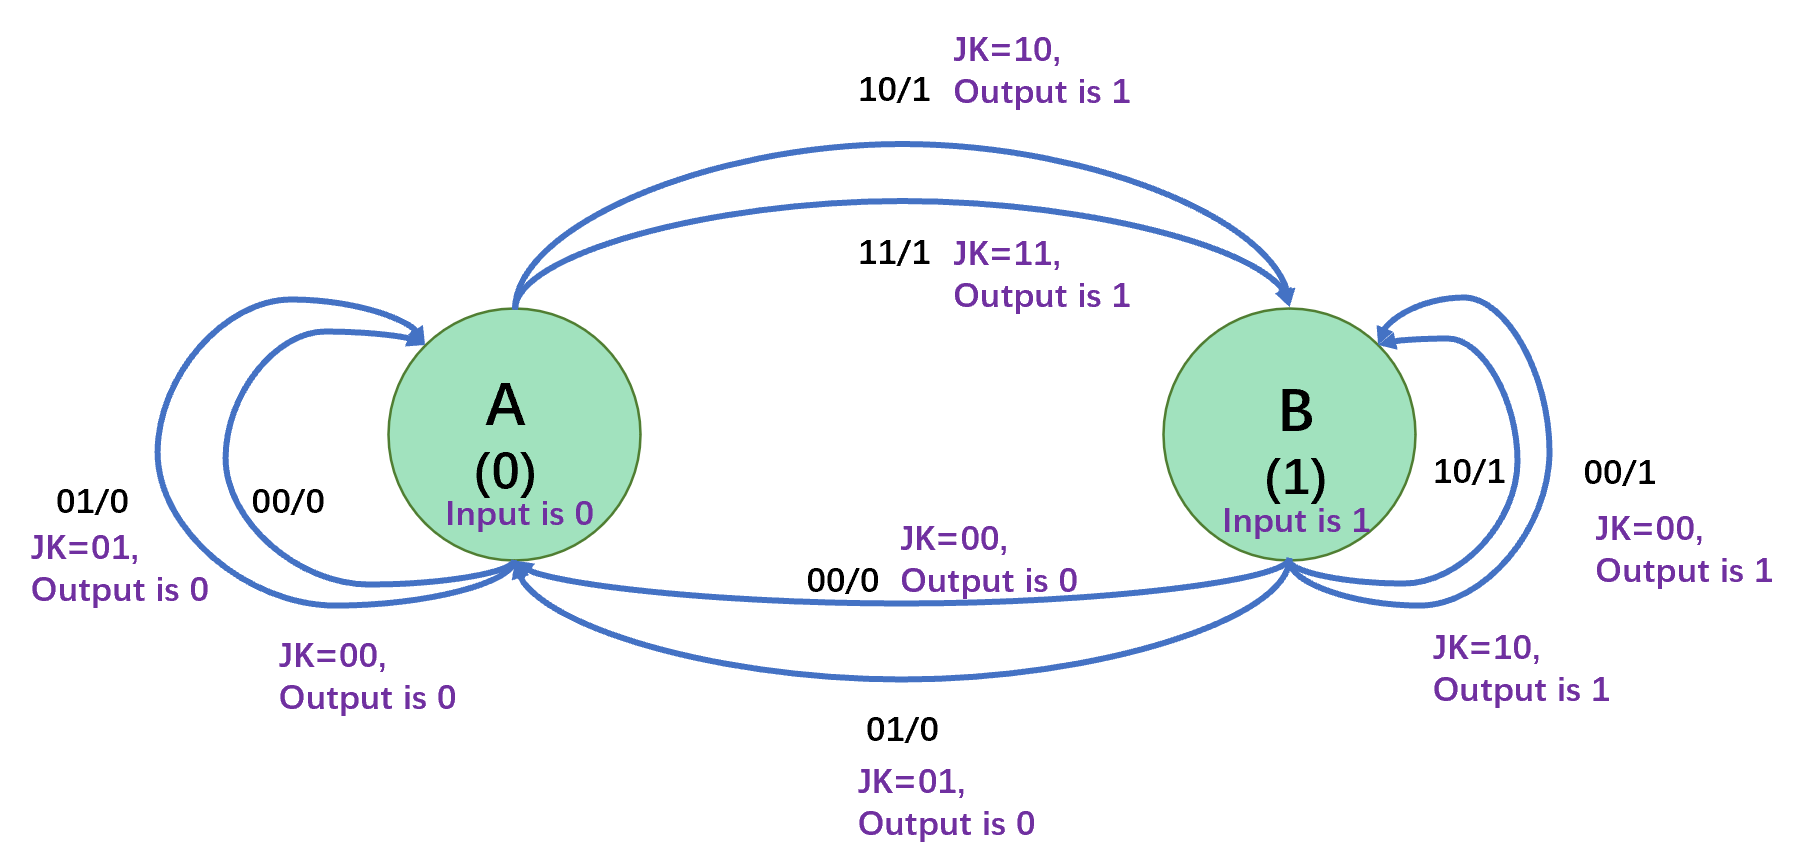 JK=10,
10/1 Output is 1
11/1 JK=11,
Output is 1
A
(0)
Input is 0
B
(1)
Input is 1
01/0
JK=01,
Output is 0
00/0
JK=00,
Output is 0
JK=00,
00/0 Output is 0
01/0
JK=01,
Output is 0
10/1
JK=10,
Output is 1
00/1
JK=00,
Output is 1